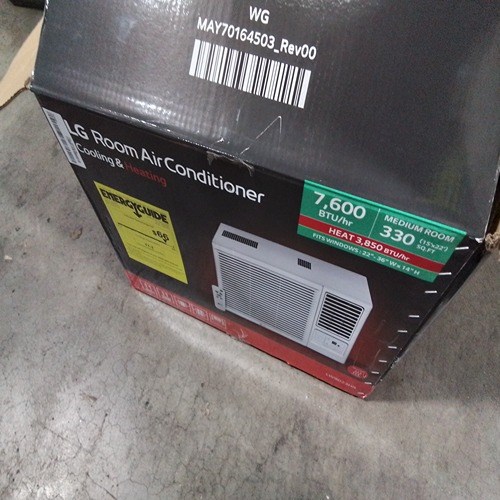 WG
MAY70164503_Rev00
LG Room Air Conditioner
Cooling & Heating
ENERGYGUIDE
7,600
BTU/hr
MEDIUM ROOM
330
SQ.FT
HEAT 3,850 BTU/hr
FITS WINDOWS: 22"-36" W x 14" H